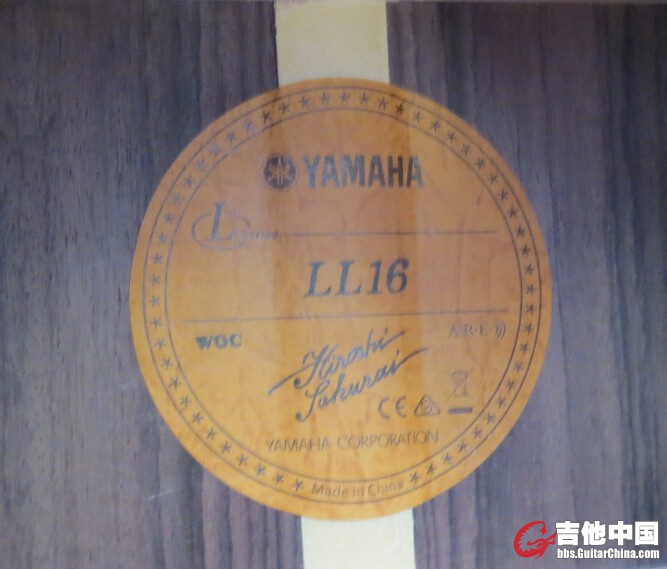 YAMAHA
L Series
LL16
WOC
A·R·E
Hiroshi
Sakurai
CE
YAMAHA CORPORATION
Made in China
吉他中国
bbs.GuitarChina.com